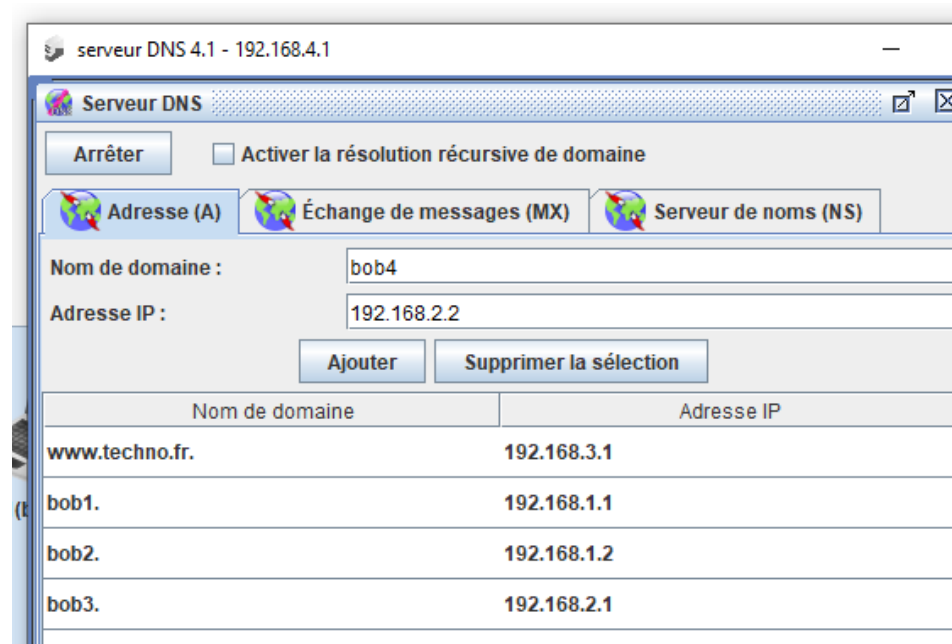 serveur DNS 4.1 - 192.168.4.1
Serveur DNS
Arrêter Activer la résolution récursive de domaine
Adresse (A) Échange de messages (MX) Serveur de noms (NS)
Nom de domaine : bob4
Adresse IP : 192.168.2.2
Ajouter Supprimer la sélection
Nom de domaine Adresse IP
www.techno.fr. 192.168.3.1
bob1. 192.168.1.1
bob2. 192.168.1.2
bob3. 192.168.2.1